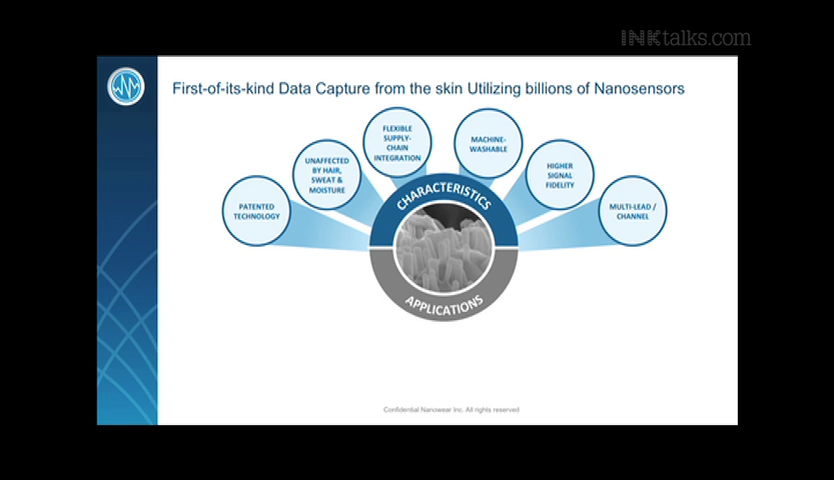 INKtalks.com
First-of-its-kind Data Capture from the skin Utilizing billions of Nanosensors
PATENTED
TECHNOLOGY
UNAFFECTED
BY HAIR,
SWEAT &
MOISTURE
FLEXIBLE
SUPPLY-
CHAIN
INTEGRATION
MACHINE-
WASHABLE
HIGHER
SIGNAL
FIDELITY
MULTI-LEAD /
CHANNEL
CHARACTERISTICS
APPLICATIONS
Confidential Nanowear Inc. All rights reserved